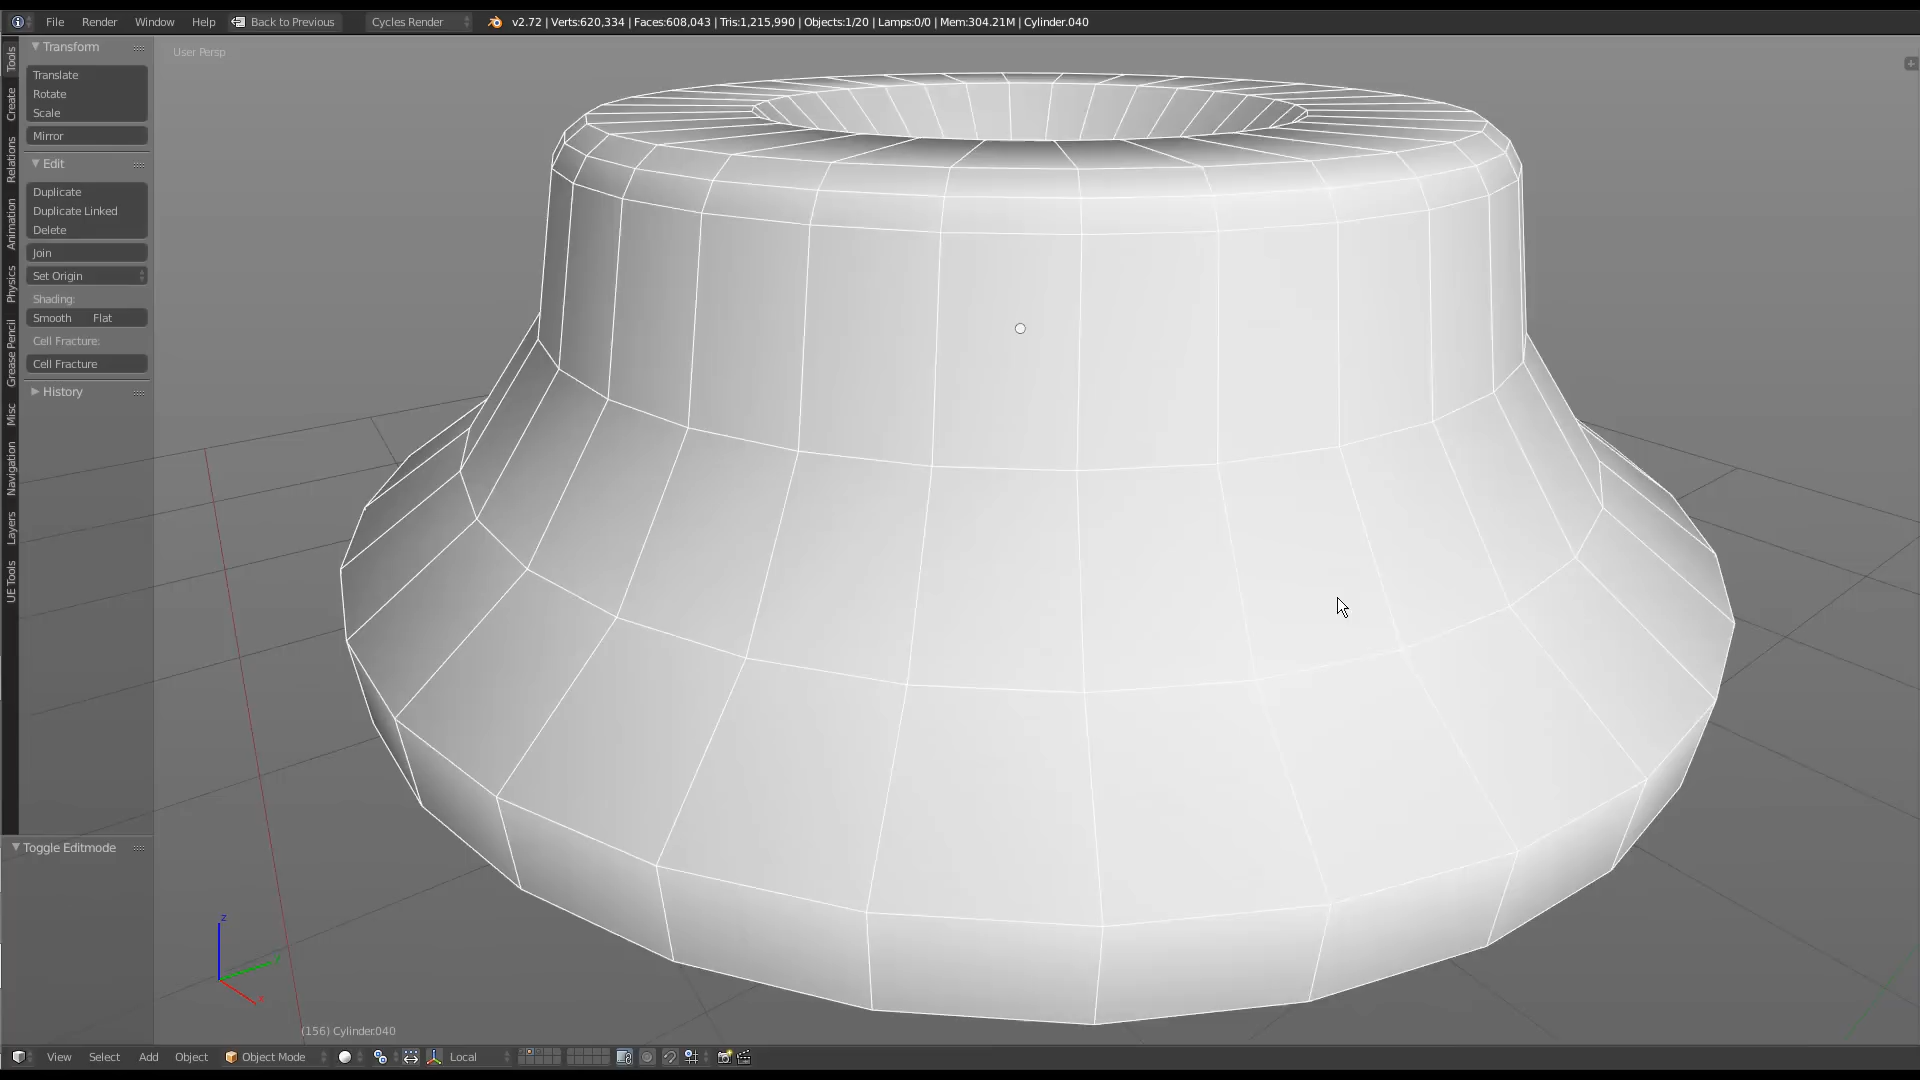 File Render Window Help Back to Previous Cycles Render v2.72 | Verts:620,334 | Faces:608,043 | Tris:1,215,990 | Objects:1/20 | Lamps:0/0 | Mem:304.21M | Cylinder.040
Tools
Create
Relations
Animation
Physics
Grease Pencil
Misc
Navigation
Layers
UE Tools
Transform
Translate
Rotate
Scale
Mirror
Edit
Duplicate
Duplicate Linked
Delete
Join
Set Origin
Shading:
Smooth Flat
Cell Fracture:
Cell Fracture
History
Toggle Editmode
User Persp
z
(156) Cylinder.040
View Select Add Object Object Mode Local